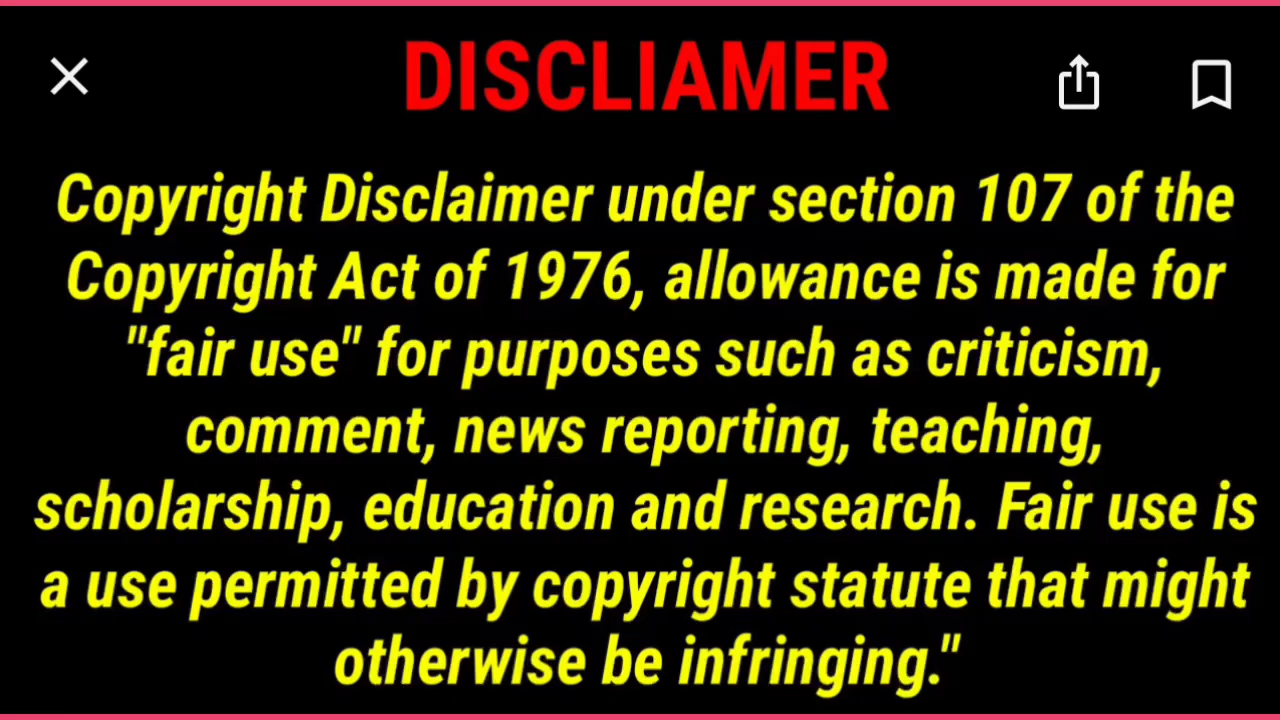 DISCLIAMER
Copyright Disclaimer under section 107 of the
Copyright Act of 1976, allowance is made for
"fair use" for purposes such as criticism,
comment, news reporting, teaching,
scholarship, education and research. Fair use is
a use permitted by copyright statute that might
otherwise be infringing."